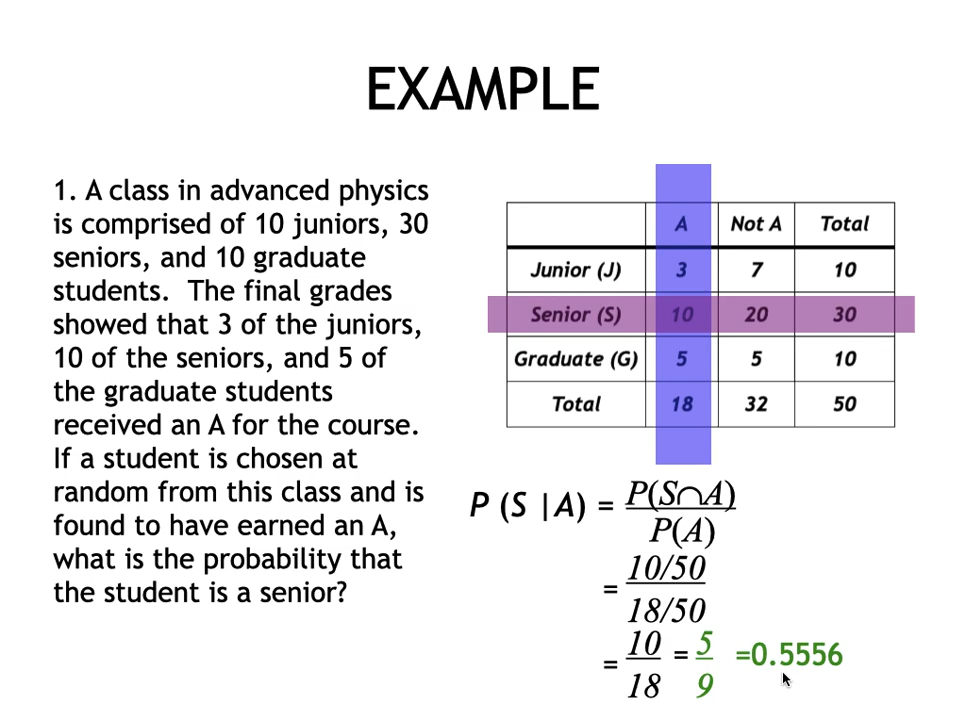 EXAMPLE
1. A class in advanced physics
is comprised of 10 juniors, 30
seniors, and 10 graduate
students.  The final grades
showed that 3 of the juniors,
10 of the seniors, and 5 of
the graduate students
received an A for the course.
If a student is chosen at
random from this class and is
found to have earned an A,
what is the probability that
the student is a senior?
A Not A Total
Junior (J) 3 7 10
Senior (S) 10 20 30
Graduate (G) 5 5 10
Total 18 32 50
P (S |A) = P(S∩A)
P(A)
= 10/50
18/50
= 10 = 5 =0.5556
18 9